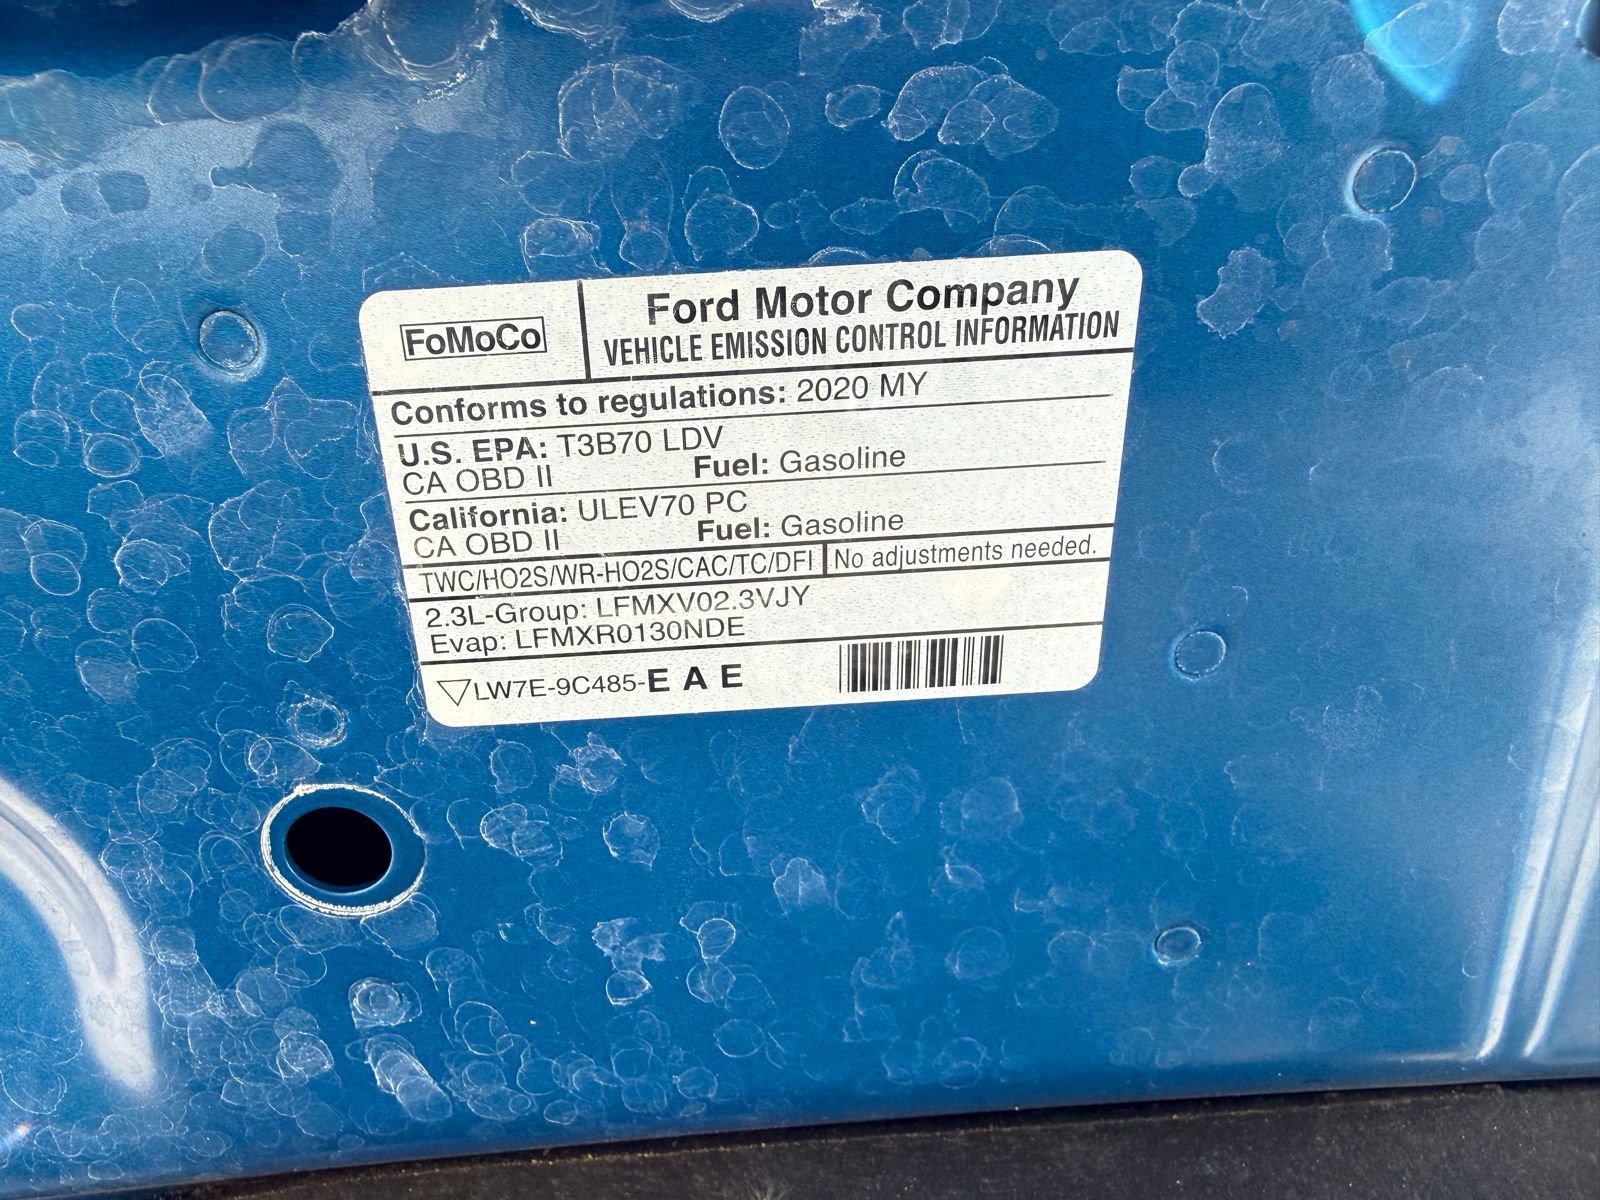 FoMoCo
Ford Motor Company
VEHICLE EMISSION CONTROL INFORMATION
Conforms to regulations: 2020 MY
U.S. EPA: T3B70 LDV
CA OBD II Fuel: Gasoline
California: ULEV70 PC
CA OBD II Fuel: Gasoline
TWC/HO2S/WR-HO2S/CAC/TC/DFI No adjustments needed.
2.3L-Group: LFMXV02.3VJY
Evap: LFMXR0130NDE
▽LW7E-9C485-E A E